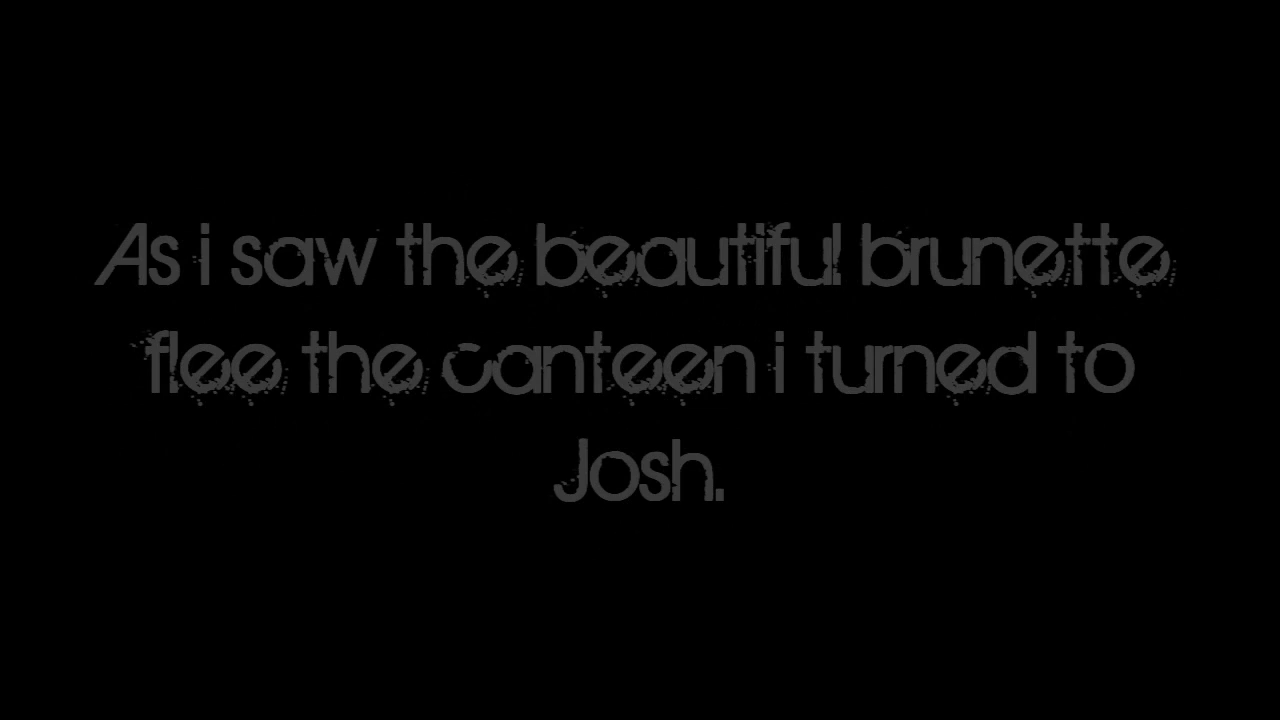 As i saw the beautiful brunette
flee the canteen i turned to
Josh.